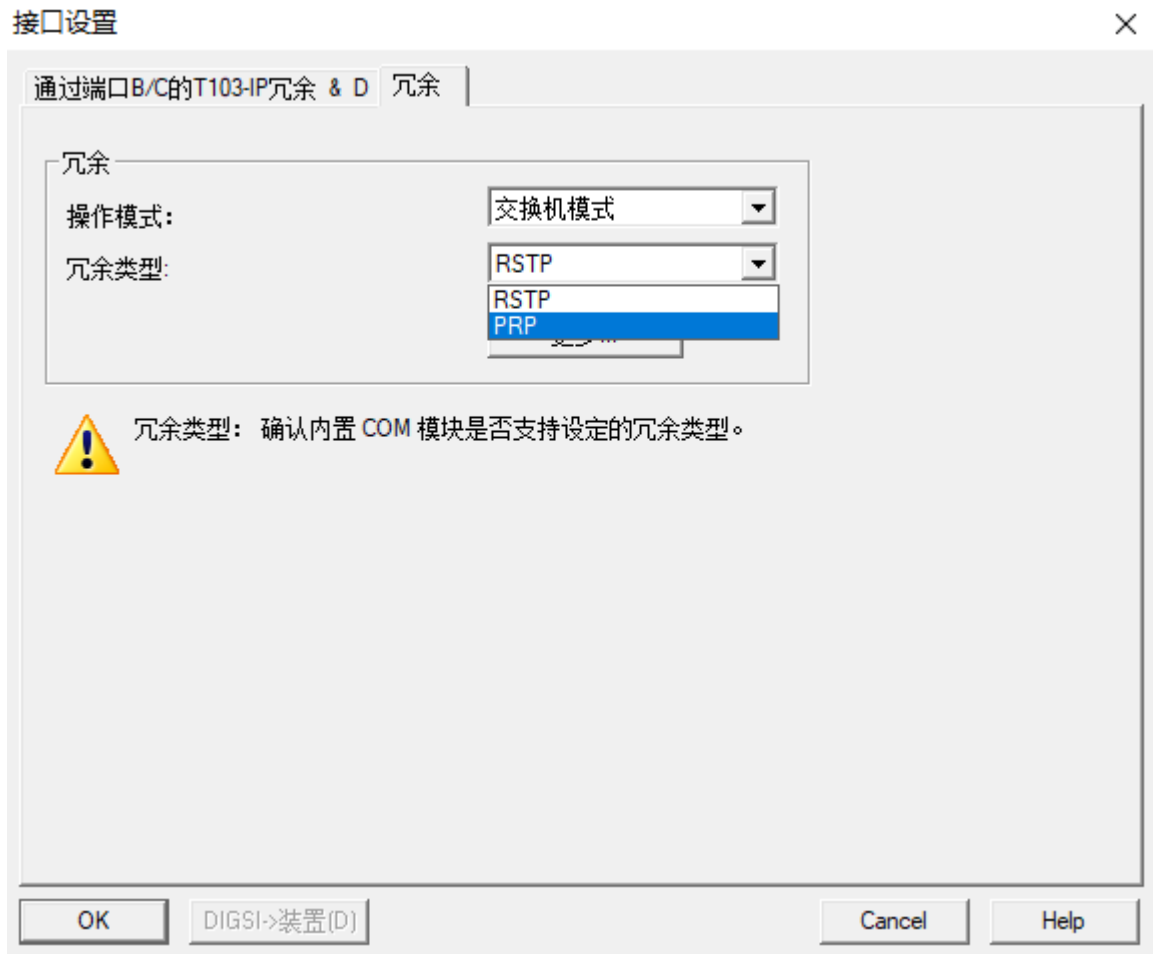 接口设置
通过端口B/C的T103-IP冗余 & D 冗余
冗余
操作模式: 交换机模式
冗余类型: RSTP
RSTP
PRP
冗余类型: 确认内置 COM 模块是否支持设定的冗余类型。
OK DIGSI->装置(D) Cancel Help